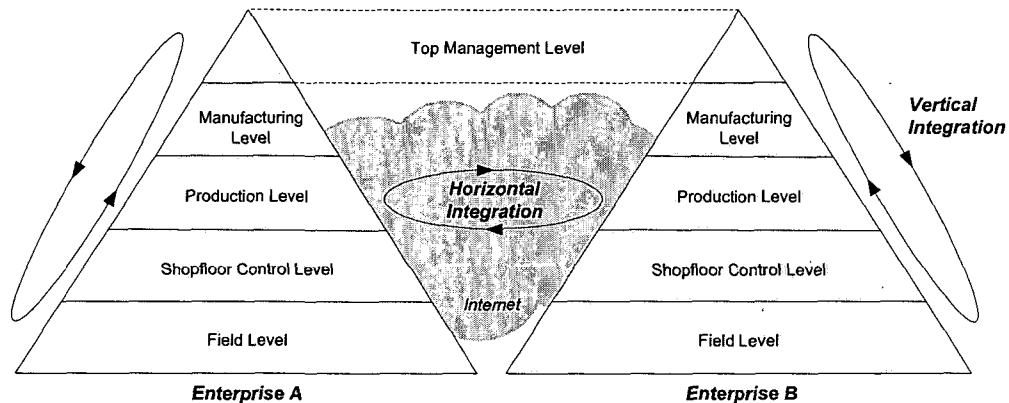 Top Management Level
Manufacturing
Level
Manufacturing
Level
Vertical
Integration
Production Level
Horizontal
Integration
Production Level
Shopfloor Control Level
Shopfloor Control Level
Internet
Field Level
Field Level
Enterprise A
Enterprise B